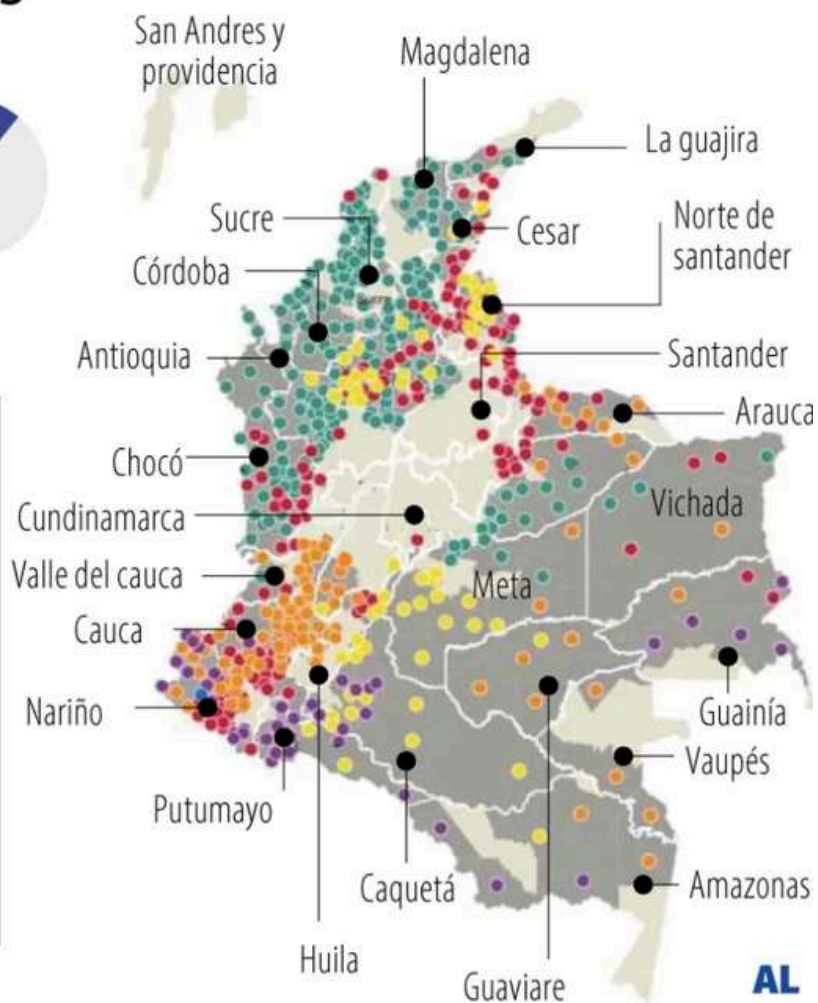 San Andres y
providencia
Magdalena
La guajira
Sucre
Cesar
Norte de
santander
Córdoba
Antioquia
Santander
Arauca
Chocó
Vichada
Cundinamarca
Valle del cauca
Meta
Cauca
Nariño
Guainía
Vaupés
Putumayo
Caquetá
Amazonas
Huila
Guaviare
AL